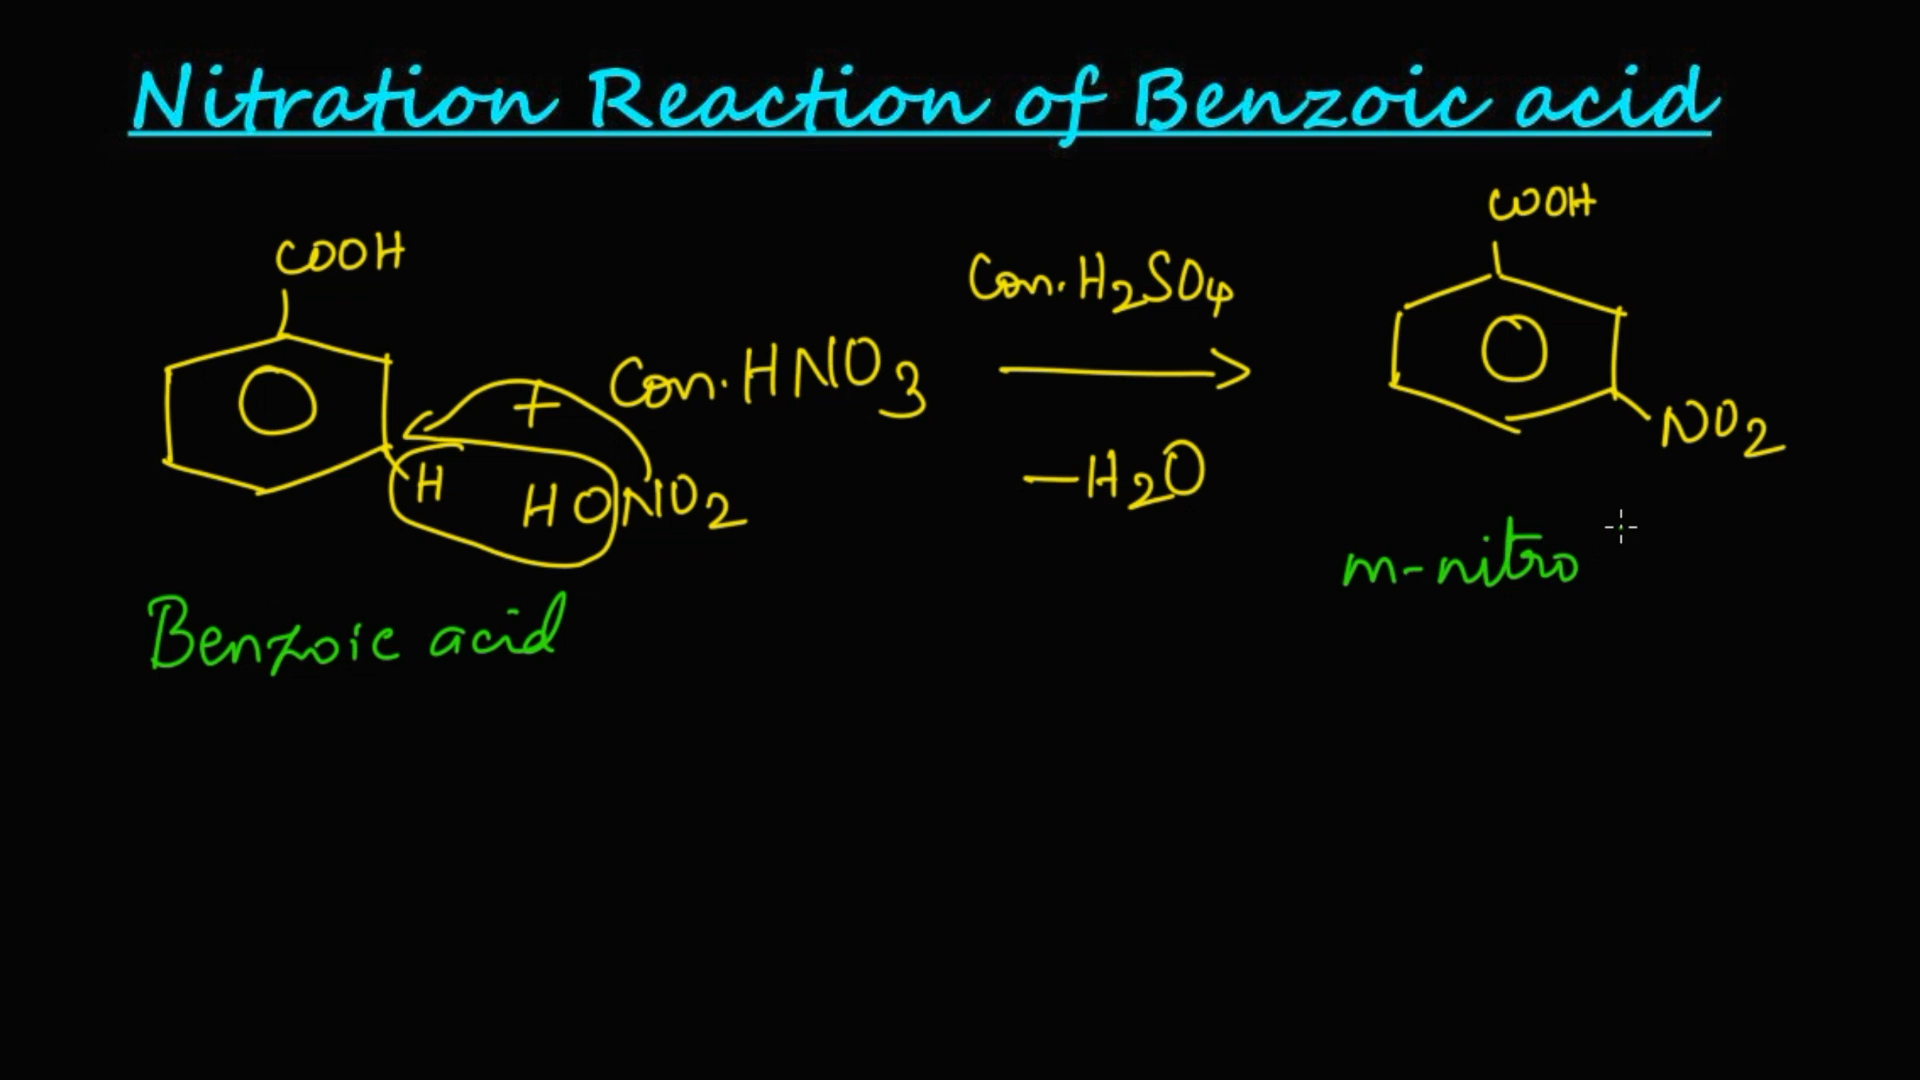 Nitration Reaction of Benzoic acid
COOH
COOH
Con. H2SO4
+ Con. HNO3
-H2O
NO2
H HONO2
m-nitro
Benzoic acid